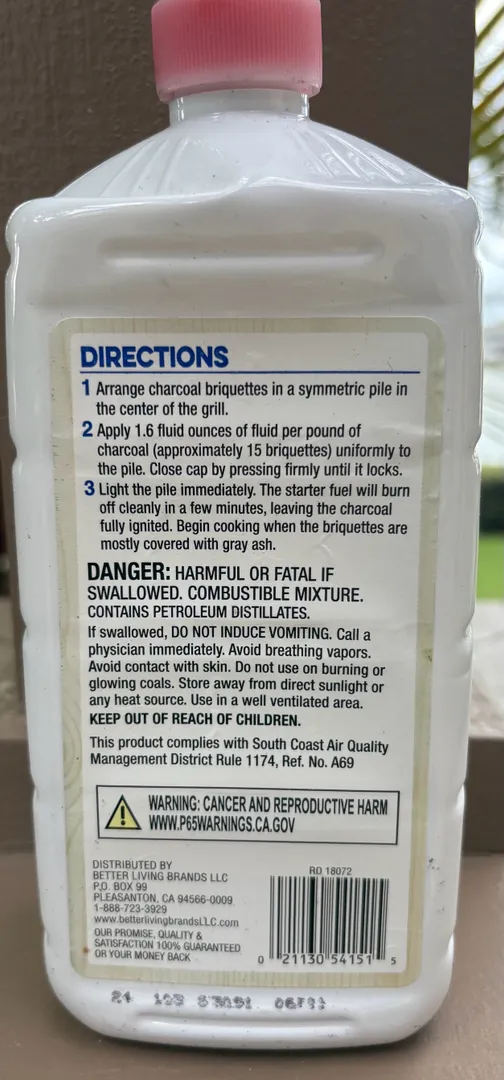 DIRECTIONS
1 Arrange charcoal briquettes in a symmetric pile in
the center of the grill.
2 Apply 1.6 fluid ounces of fluid per pound of
charcoal (approximately 15 briquettes) uniformly to
the pile. Close cap by pressing firmly until it locks.
3 Light the pile immediately. The starter fuel will burn
off cleanly in a few minutes, leaving the charcoal
fully ignited. Begin cooking when the briquettes are
mostly covered with gray ash.
DANGER: HARMFUL OR FATAL IF
SWALLOWED. COMBUSTIBLE MIXTURE.
CONTAINS PETROLEUM DISTILLATES.
If swallowed, DO NOT INDUCE VOMITING. Call a
physician immediately. Avoid breathing vapors.
Avoid contact with skin. Do not use on burning or
glowing coals. Store away from direct sunlight or
any heat source. Use in a well ventilated area.
KEEP OUT OF REACH OF CHILDREN.
This product complies with South Coast Air Quality
Management District Rule 1174, Ref. No. A69
WARNING: CANCER AND REPRODUCTIVE HARM
WWW.P65WARNINGS.CA.GOV
DISTRIBUTED BY
BETTER LIVING BRANDS LLC
P.O. BOX 99
PLEASANTON, CA 94566-0009
1-888-723-3929
www.betterlivingbrandsLLC.com
OUR PROMISE, QUALITY &
SATISFACTION 100% GUARANTEED
OR YOUR MONEY BACK
RD 18072
0 21130 54151 5
21